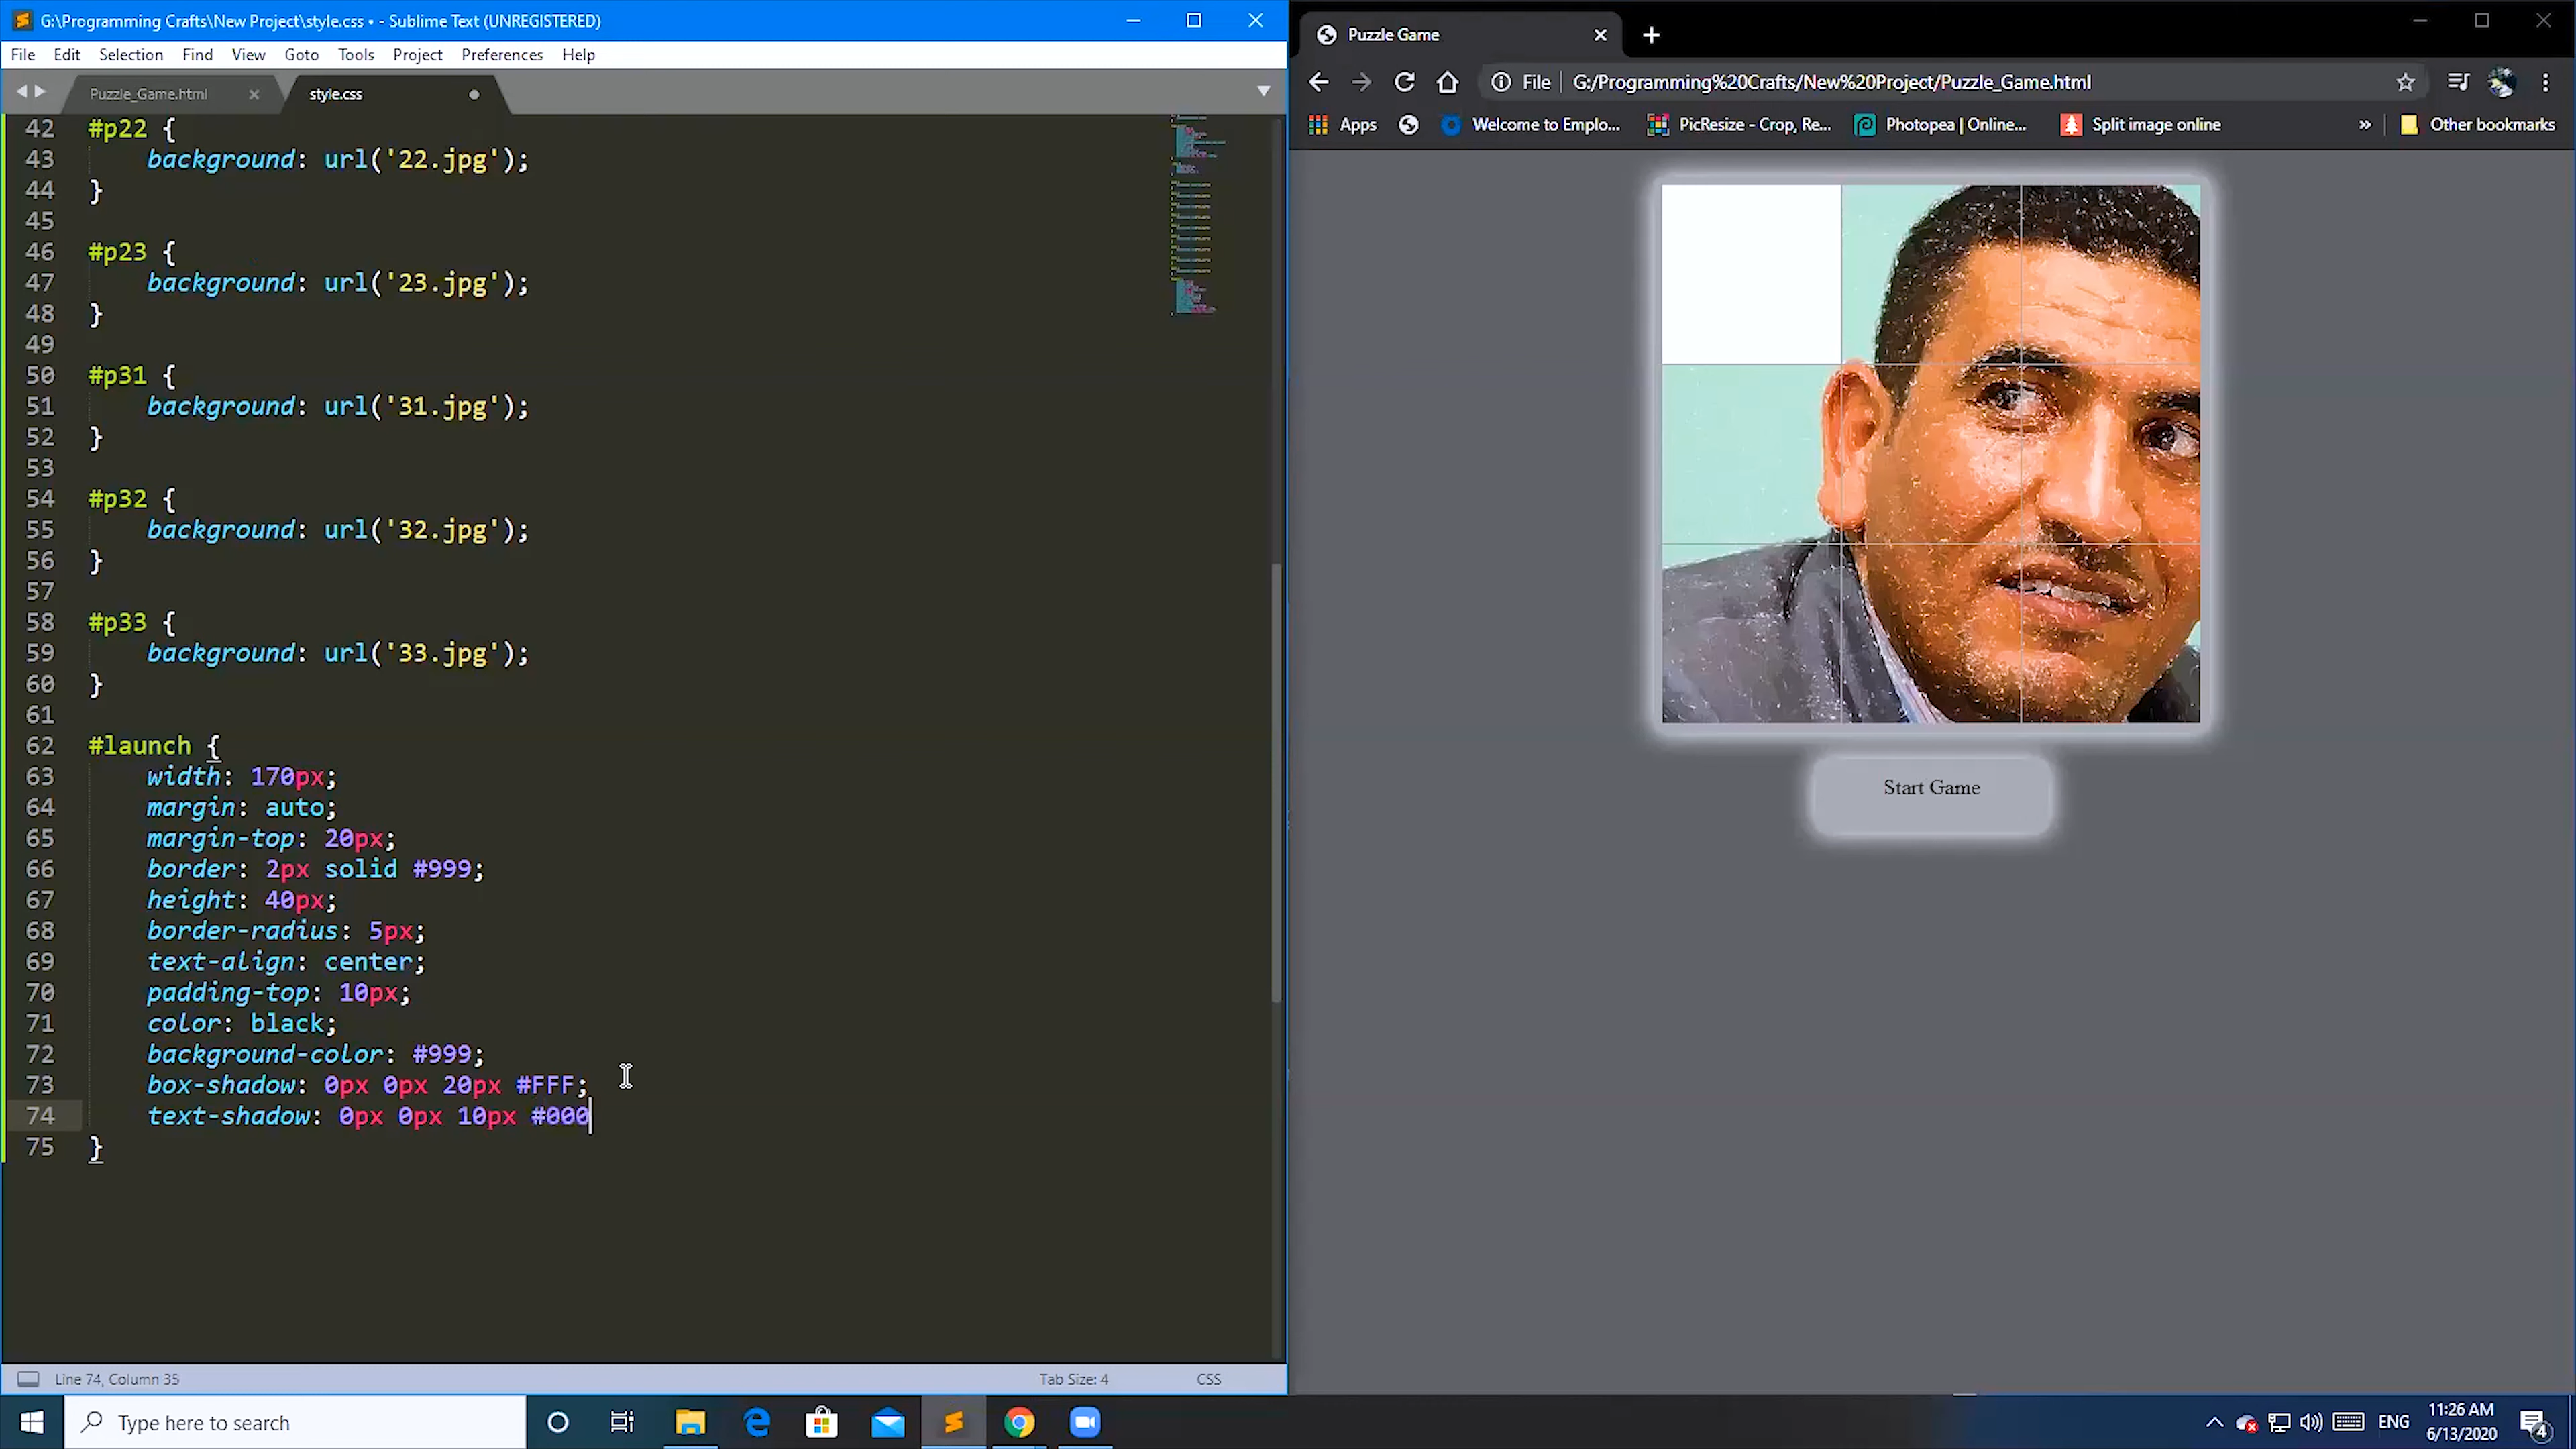 G:\Programming Crafts\New Project\style.css • - Sublime Text (UNREGISTERED)
File Edit Selection Find View Goto Tools Project Preferences Help
Puzzle_Game.html
style.css
42 #p22 {
43 background: url('22.jpg');
44 }
45
46 #p23 {
47 background: url('23.jpg');
48 }
49
50 #p31 {
51 background: url('31.jpg');
52 }
53
54 #p32 {
55 background: url('32.jpg');
56 }
57
58 #p33 {
59 background: url('33.jpg');
60 }
61
62 #launch {
63 width: 170px;
64 margin: auto;
65 margin-top: 20px;
66 border: 2px solid #999;
67 height: 40px;
68 border-radius: 5px;
69 text-align: center;
70 padding-top: 10px;
71 color: black;
72 background-color: #999;
73 box-shadow: 0px 0px 20px #FFF;
74 text-shadow: 0px 0px 10px #000
75 }
Line 74, Column 35
Tab Size: 4
CSS
Puzzle Game
File G:/Programming%20Crafts/New%20Project/Puzzle_Game.html
Apps Welcome to Emplo... PicResize - Crop, Re... Photopea | Online... Split image online » Other bookmarks
Start Game
Type here to search
ENG
11:26 AM
6/13/2020
4